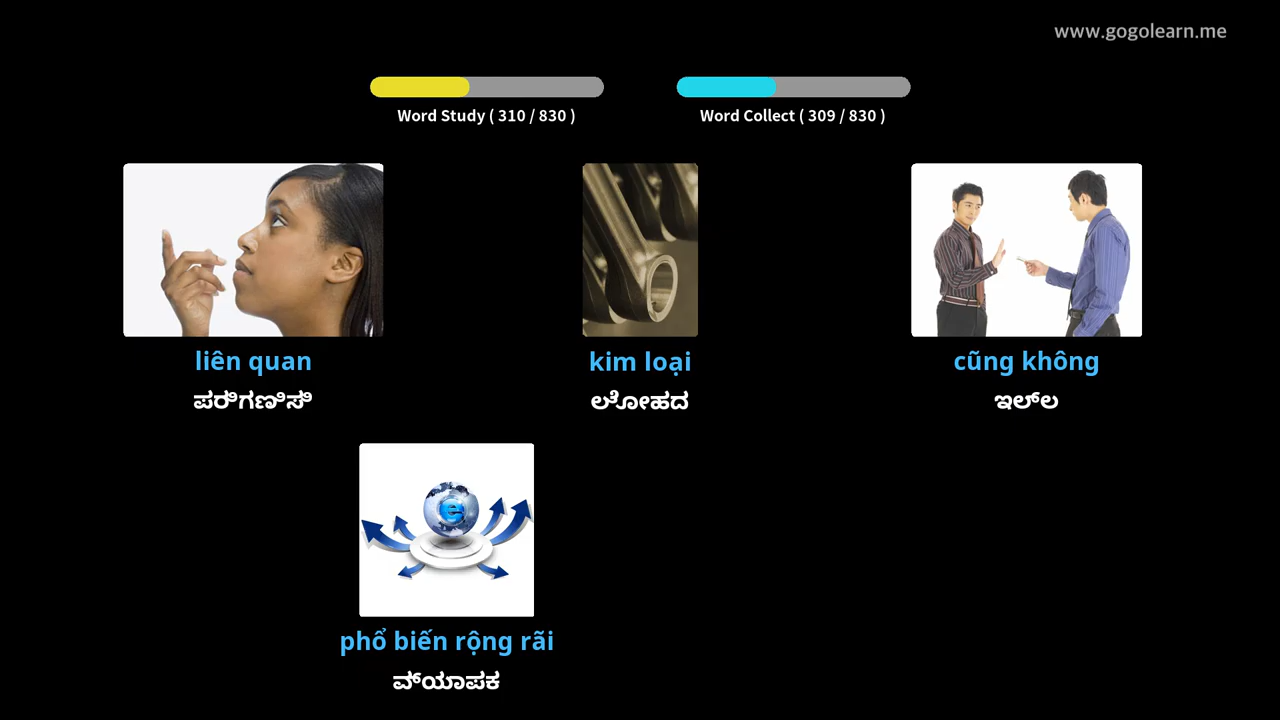 www.gogolearn.me
Word Study ( 310 / 830 )
Word Collect ( 309 / 830 )
liên quan
kim loại
cũng không
ಪರಿಗಣಿಸಿ
ಲೋಹದ
ಇಲ್ಲ
phổ biến rộng rãi
ವ್ಯಾಪಕ